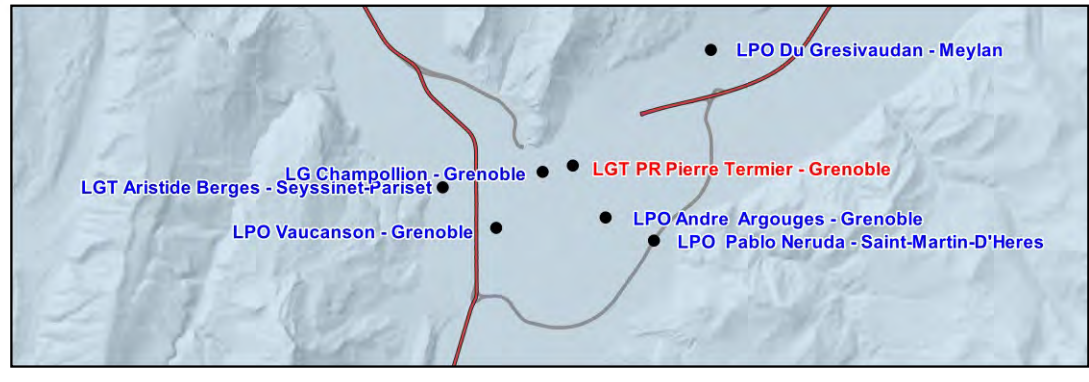 LPO Du Gresivaudan - Meylan
LG Champollion - Grenoble
LGT PR Pierre Termier - Grenoble
LGT Aristide Berges - Seyssinet-Pariset
LPO Andre Argouges - Grenoble
LPO Vaucanson - Grenoble
LPO Pablo Neruda - Saint-Martin-D'Heres